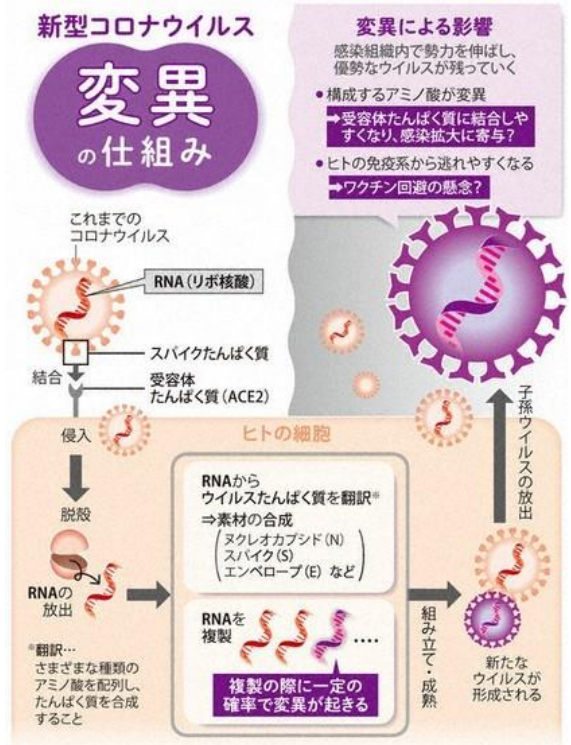 新型コロナウイルス
変異
の仕組み
変異による影響
感染組織内で勢力を伸ばし、
優勢なウイルスが残っていく
●構成するアミノ酸が変異
➡受容体たんぱく質に結合しや
すくなり、感染拡大に寄与?
●ヒトの免疫系から逃れやすくなる
➡ワクチン回避の懸念?
これまでの
コロナウイルス
RNA(リボ核酸)
スパイクたんぱく質
結合
受容体
たんぱく質(ACE2)
侵入
ヒトの細胞
脱殻
RNAの
放出
*翻訳…
さまざまな種類の
アミノ酸を配列し、
たんぱく質を合成
すること
RNAから
ウイルスたんぱく質を翻訳*
⇒素材の合成
(ヌクレオカプシド(N)
スパイク(S)
エンベロープ(E)など)
RNAを
複製
‥‥
複製の際に一定の
確率で変異が起きる
組み立て・成熟
新たな
ウイルスが
形成される
子孫ウイルスの放出